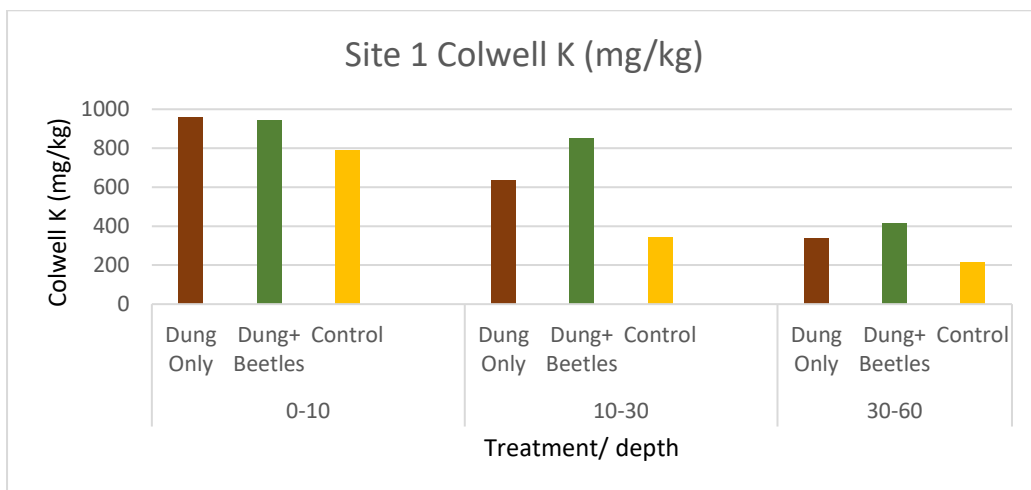 Site 1 Colwell K (mg/kg)
Colwell K (mg/kg)
1000
800
600
400
200
0
Dung Only Dung+ Beetles Control Dung Only Dung+ Beetles Control Dung Only Dung+ Beetles Control
0-10 10-30 30-60
Treatment/ depth